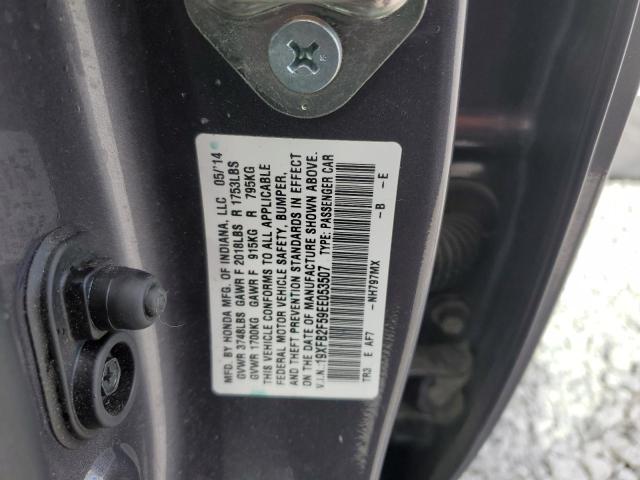 MFD. BY HONDA MFG. OF INDIANA, LLC 05/'14
GVWR 3748LBS GAWR F 2018LBS R 1753LBS
GVWR 1700KG GAWR F 915KG R 795KG
THIS VEHICLE CONFORMS TO ALL APPLICABLE
FEDERAL MOTOR VEHICLE SAFETY, BUMPER,
AND THEFT PREVENTION STANDARDS IN EFFECT
ON THE DATE OF MANUFACTURE SHOWN ABOVE.
V.I.N.:19XFB2F59EE053507 TYPE: PASSENGER CAR
TR3 E AF7 –NH797MX –B –E